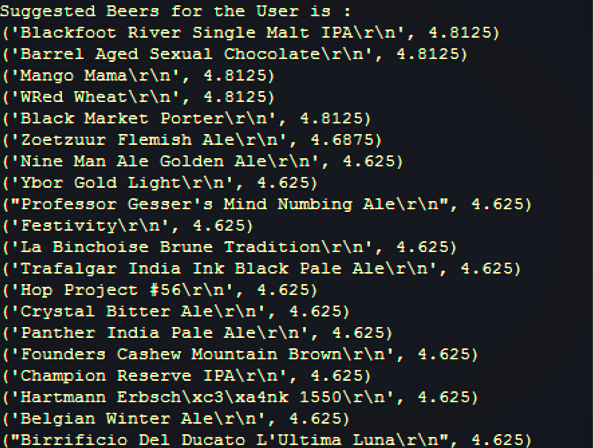 Suggested Beers for the User is :
('Blackfoot River Single Malt IPA\r\n', 4.8125)
('Barrel Aged Sexual Chocolate\r\n', 4.8125)
('Mango Mama\r\n', 4.8125)
('WRed Wheat\r\n', 4.8125)
('Black Market Porter\r\n', 4.8125)
('Zoetzuur Flemish Ale\r\n', 4.6875)
('Nine Man Ale Golden Ale\r\n', 4.625)
('Ybor Gold Light\r\n', 4.625)
("Professor Gesser's Mind Numbing Ale\r\n", 4.625)
('Festivity\r\n', 4.625)
('La Binchoise Brune Tradition\r\n', 4.625)
('Trafalgar India Ink Black Pale Ale\r\n', 4.625)
('Hop Project #56\r\n', 4.625)
('Crystal Bitter Ale\r\n', 4.625)
('Panther India Pale Ale\r\n', 4.625)
('Founders Cashew Mountain Brown\r\n', 4.625)
('Champion Reserve IPA\r\n', 4.625)
('Hartmann Erbsch\xc3\xa4nk 1550\r\n', 4.625)
('Belgian Winter Ale\r\n', 4.625)
("Birrificio Del Ducato L'Ultima Luna\r\n", 4.625)